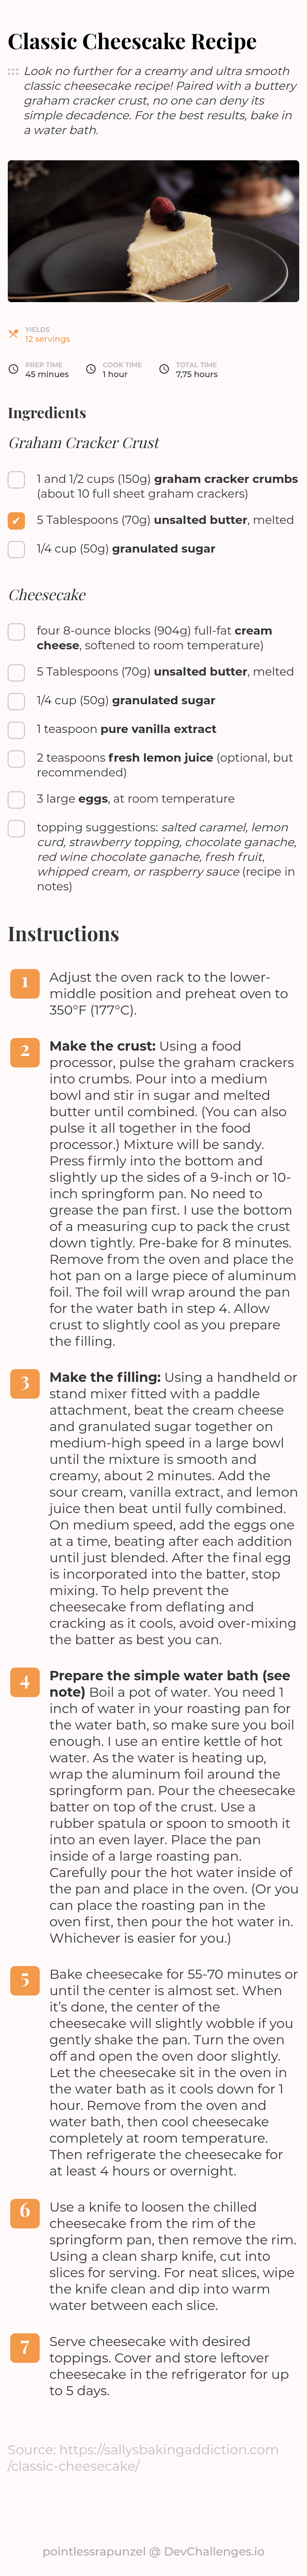 Classic Cheescake Recipe
Look no further for a creamy and ultra smooth
classic cheesecake recipe! Paired with a buttery
graham cracker crust, no one can deny its
simple decadence. For the best results, bake in
a water bath.
YIELDS
12 servings
PREP TIME
45 minues
COOK TIME
1 hour
TOTAL TIME
7,75 hours
Ingredients
Graham Cracker Crust
1 and 1/2 cups (150g) graham cracker crumbs
(about 10 full sheet graham crackers)
5 Tablespoons (70g) unsalted butter, melted
1/4 cup (50g) granulated sugar
Cheesecake
four 8-ounce blocks (904g) full-fat cream
cheese, softened to room temperature)
5 Tablespoons (70g) unsalted butter, melted
1/4 cup (50g) granulated sugar
1 teaspoon pure vanilla extract
2 teaspoons fresh lemon juice (optional, but
recommended)
3 large eggs, at room temperature
topping suggestions: salted caramel, lemon
curd, strawberry topping, chocolate ganache,
red wine chocolate ganache, fresh fruit,
whipped cream, or raspberry sauce (recipe in
notes)
Instructions
1
Adjust the oven rack to the lower-
middle position and preheat oven to
350°F (177°C).
2
Make the crust: Using a food
processor, pulse the graham crackers
into crumbs. Pour into a medium
bowl and stir in sugar and melted
butter until combined. (You can also
pulse it all together in the food
processor.) Mixture will be sandy.
Press firmly into the bottom and
slightly up the sides of a 9-inch or 10-
inch springform pan. No need to
grease the pan first. I use the bottom
of a measuring cup to pack the crust
down tightly. Pre-bake for 8 minutes.
Remove from the oven and place the
hot pan on a large piece of aluminum
foil. The foil will wrap around the pan
for the water bath in step 4. Allow
crust to slightly cool as you prepare
the filling.
3
Make the filling: Using a handheld or
stand mixer fitted with a paddle
attachment, beat the cream cheese
and granulated sugar together on
medium-high speed in a large bowl
until the mixture is smooth and
creamy, about 2 minutes. Add the
sour cream, vanilla extract, and lemon
juice then beat until fully combined.
On medium speed, add the eggs one
at a time, beating after each addition
until just blended. After the final egg
is incorporated into the batter, stop
mixing. To help prevent the
cheesecake from deflating and
cracking as it cools, avoid over-mixing
the batter as best you can.
4
Prepare the simple water bath (see
note) Boil a pot of water. You need 1
inch of water in your roasting pan for
the water bath, so make sure you boil
enough. I use an entire kettle of hot
water. As the water is heating up,
wrap the aluminum foil around the
springform pan. Pour the cheesecake
batter on top of the crust. Use a
rubber spatula or spoon to smooth it
into an even layer. Place the pan
inside of a large roasting pan.
Carefully pour the hot water inside of
the pan and place in the oven. (Or you
can place the roasting pan in the
oven first, then pour the hot water in.
Whichever is easier for you.)
5
Bake cheesecake for 55-70 minutes or
until the center is almost set. When
it's done, the center of the
cheesecake will slightly wobble if you
gently shake the pan. Turn the oven
off and open the oven door slightly.
Let the cheesecake sit in the oven in
the water bath as it cools down for 1
hour. Remove from the oven and
water bath, then cool cheesecake
completely at room temperature.
Then refrigerate the cheesecake for
at least 4 hours or overnight.
6
Use a knife to loosen the chilled
cheesecake from the rim of the
springform pan, then remove the rim.
Using a clean sharp knife, cut into
slices for serving. For neat slices, wipe
the knife clean and dip into warm
water between each slice.
7
Serve cheesecake with desired
toppings. Cover and store leftover
cheesecake in the refrigerator for up
to 5 days.
Source: https://sallysbakingaddiction.com
/classic-cheesecake/
pointlessrapunzel @ DevChallenges.io